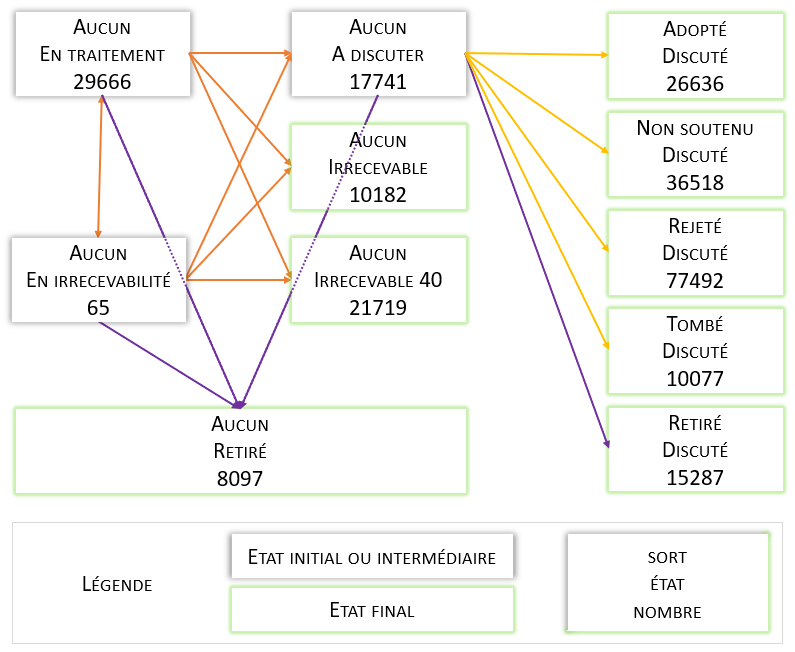 Aucun
En traitement
29666
Aucun
A discuter
17741
Adopté
Discuté
26636
Aucun
Irrecevable
10182
Non soutenu
Discuté
36518
Aucun
En irrecevabilité
65
Aucun
Irrecevable 40
21719
Rejeté
Discuté
77492
Tombé
Discuté
10077
Aucun
Retiré
8097
Retiré
Discuté
15287
Légende
Etat initial ou intermédiaire
Etat final
sort
état
nombre